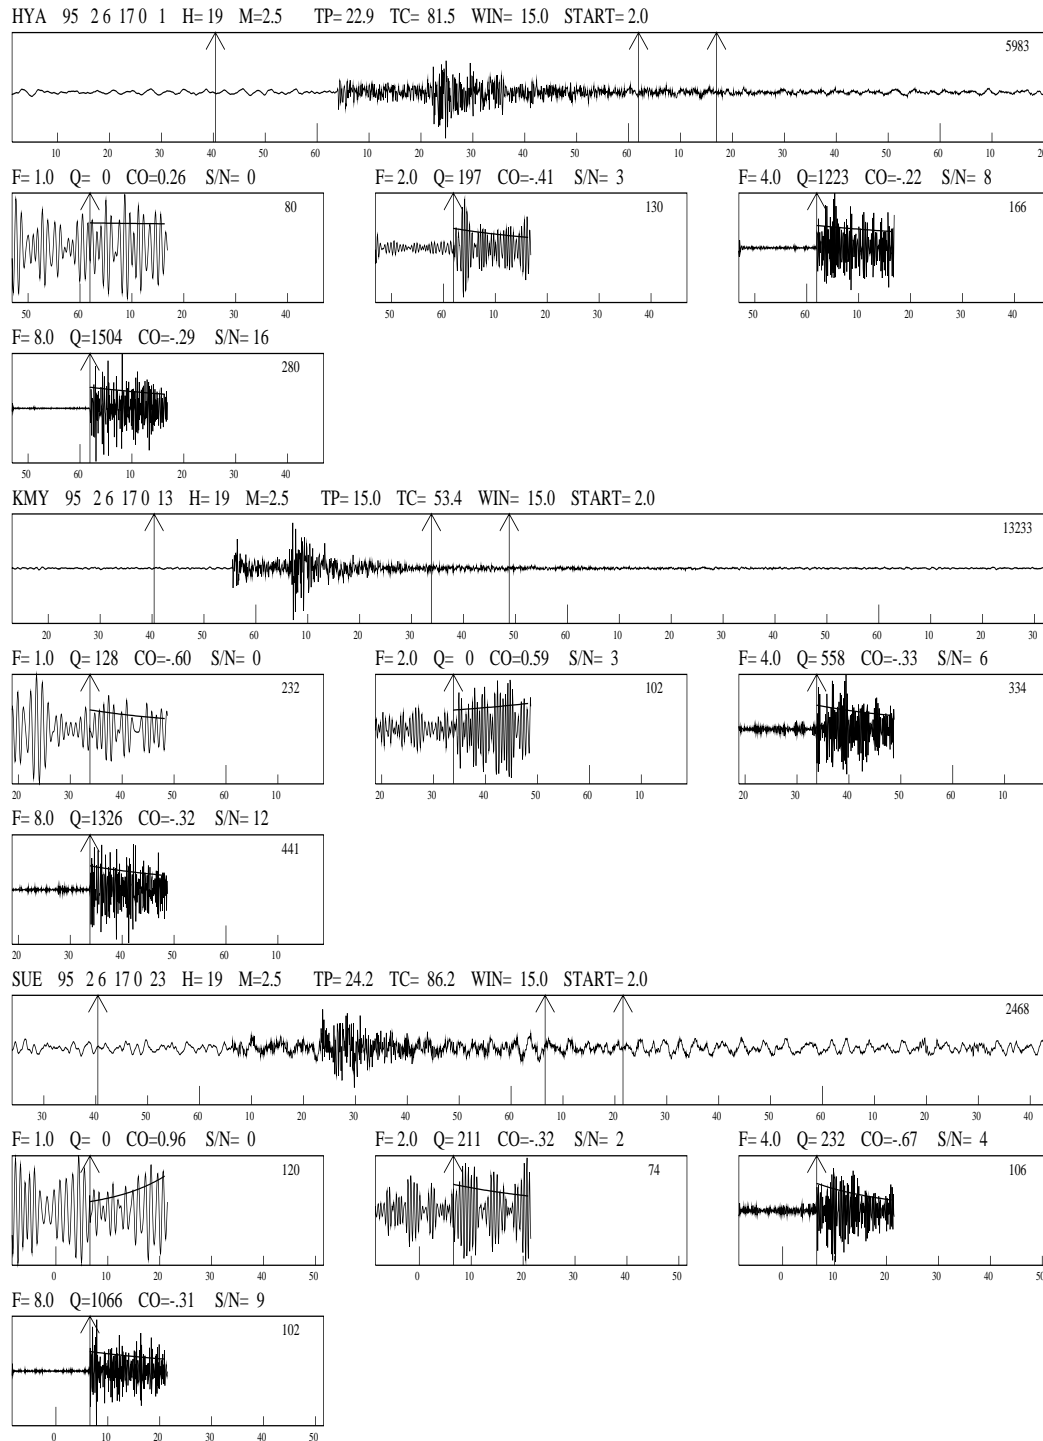 HYA 95 2 6 17 0 1 H= 19 M=2.5 TP= 22.9 TC= 81.5 WIN= 15.0 START= 2.0
5983
10 20 30 40 50 60 10 20 30 40 50 60 10 20 30 40 50 60 10 20
F= 1.0 Q= 0 CO=0.26 S/N= 0 F= 2.0 Q= 197 CO=-.41 S/N= 3 F= 4.0 Q=1223 CO=-.22 S/N= 8
80 130 166
50 60 10 20 30 40 50 60 10 20 30 40 50 60 10 20 30 40
F= 8.0 Q=1504 CO=-.29 S/N= 16
280
50 60 10 20 30 40
KMY 95 2 6 17 0 13 H= 19 M=2.5 TP= 15.0 TC= 53.4 WIN= 15.0 START= 2.0
13233
20 30 40 50 60 10 20 30 40 50 60 10 20 30 40 50 60 10 20 30
F= 1.0 Q= 128 CO=-.60 S/N= 0 F= 2.0 Q= 0 CO=0.59 S/N= 3 F= 4.0 Q= 558 CO=-.33 S/N= 6
232 102 334
20 30 40 50 60 10 20 30 40 50 60 10 20 30 40 50 60 10
F= 8.0 Q=1326 CO=-.32 S/N= 12
441
20 30 40 50 60 10
SUE 95 2 6 17 0 23 H= 19 M=2.5 TP= 24.2 TC= 86.2 WIN= 15.0 START= 2.0
2468
30 40 50 60 10 20 30 40 50 60 10 20 30 40 50 60 10 20 30 40
F= 1.0 Q= 0 CO=0.96 S/N= 0 F= 2.0 Q= 211 CO=-.32 S/N= 2 F= 4.0 Q= 232 CO=-.67 S/N= 4
120 74 106
0 10 20 30 40 50 0 10 20 30 40 50 0 10 20 30 40 50
F= 8.0 Q=1066 CO=-.31 S/N= 9
102
0 10 20 30 40 50